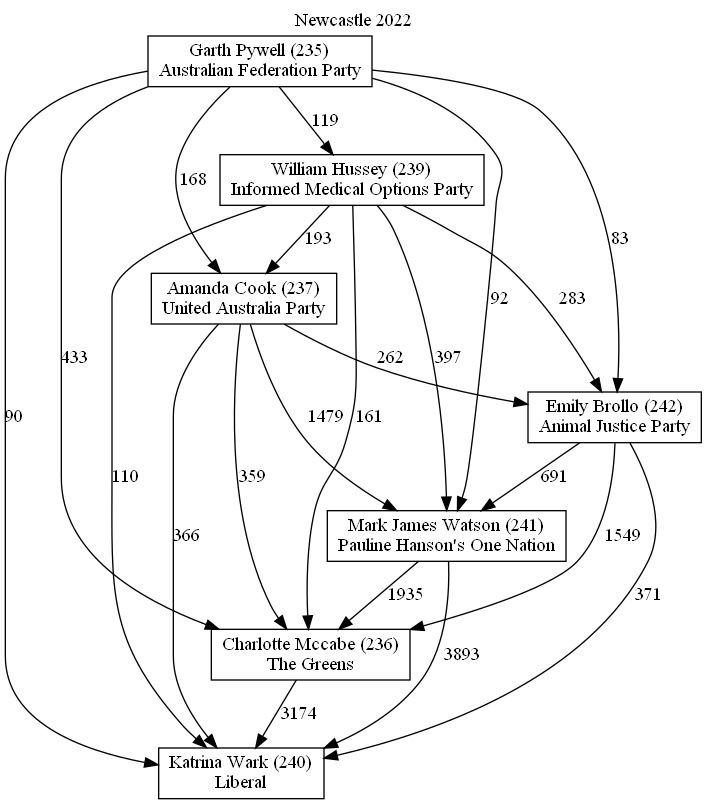 Newcastle 2022
Garth Pywell (235)
Australian Federation Party
119
168
William Hussey (239)
Informed Medical Options Party
83
193
Amanda Cook (237)
United Australia Party
92
283
433
262
397
Emily Brollo (242)
Animal Justice Party
90
1479
161
110
359
691
Mark James Watson (241)
Pauline Hanson's One Nation
366
1549
1935
371
Charlotte Mccabe (236)
The Greens
3893
3174
Katrina Wark (240)
Liberal